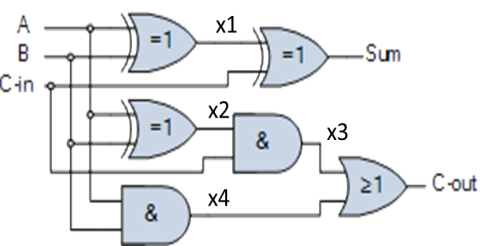 A x1
=1 =1 Sum
B
C-in
x2
=1 & x3
≥1 C-out
x4
&